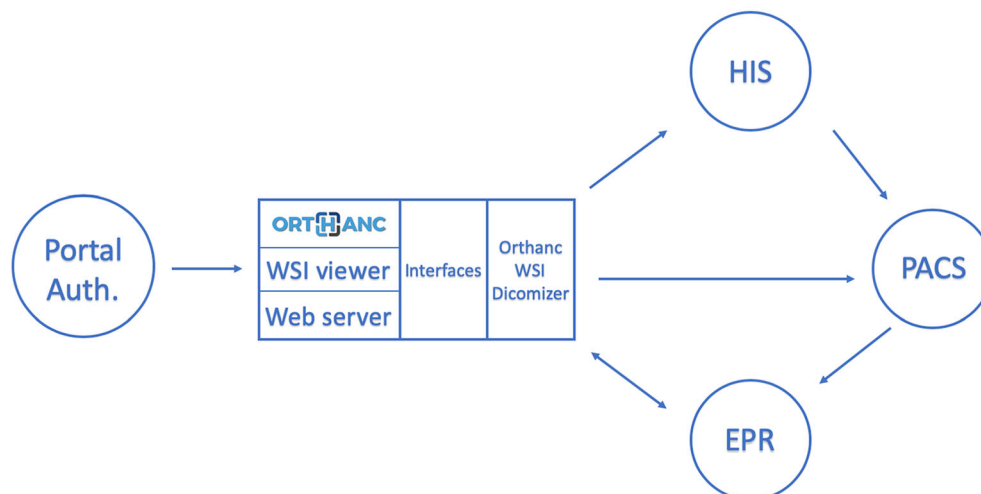 HIS
Portal
Auth.
ORTHANC
WSI viewer
Web server
Interfaces
Orthanc
WSI
Dicomizer
PACS
EPR